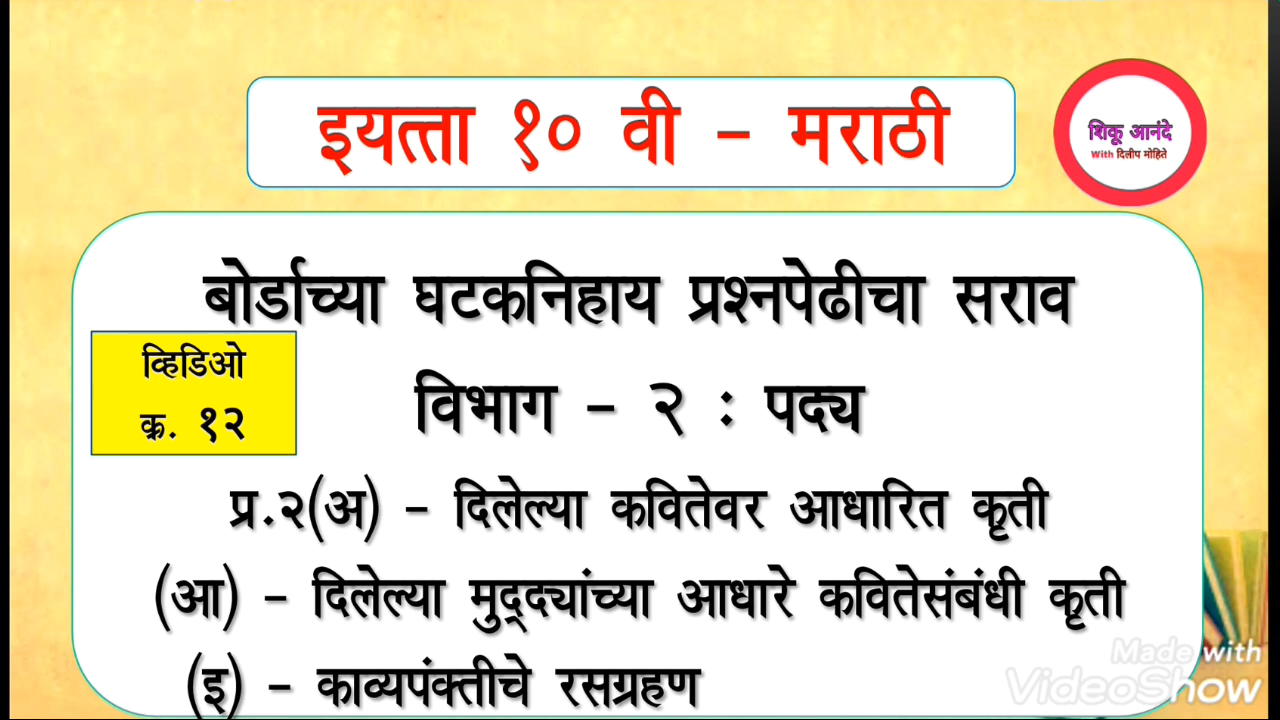 इयत्ता १० वी - मराठी
शिकू आनंदे
With दिलीप मोहिते
बोर्डाच्या घटकनिहाय प्रश्नपेढीचा सराव
व्हिडिओ
क्र. १२
विभाग - २ : पद्य
प्र.२(अ) - दिलेल्या कवितेवर आधारित कृती
(आ) - दिलेल्या मुद्द्यांच्या आधारे कवितेसंबंधी कृती
(इ) - काव्यपंक्तीचे रसग्रहण
Made with
VideoShow